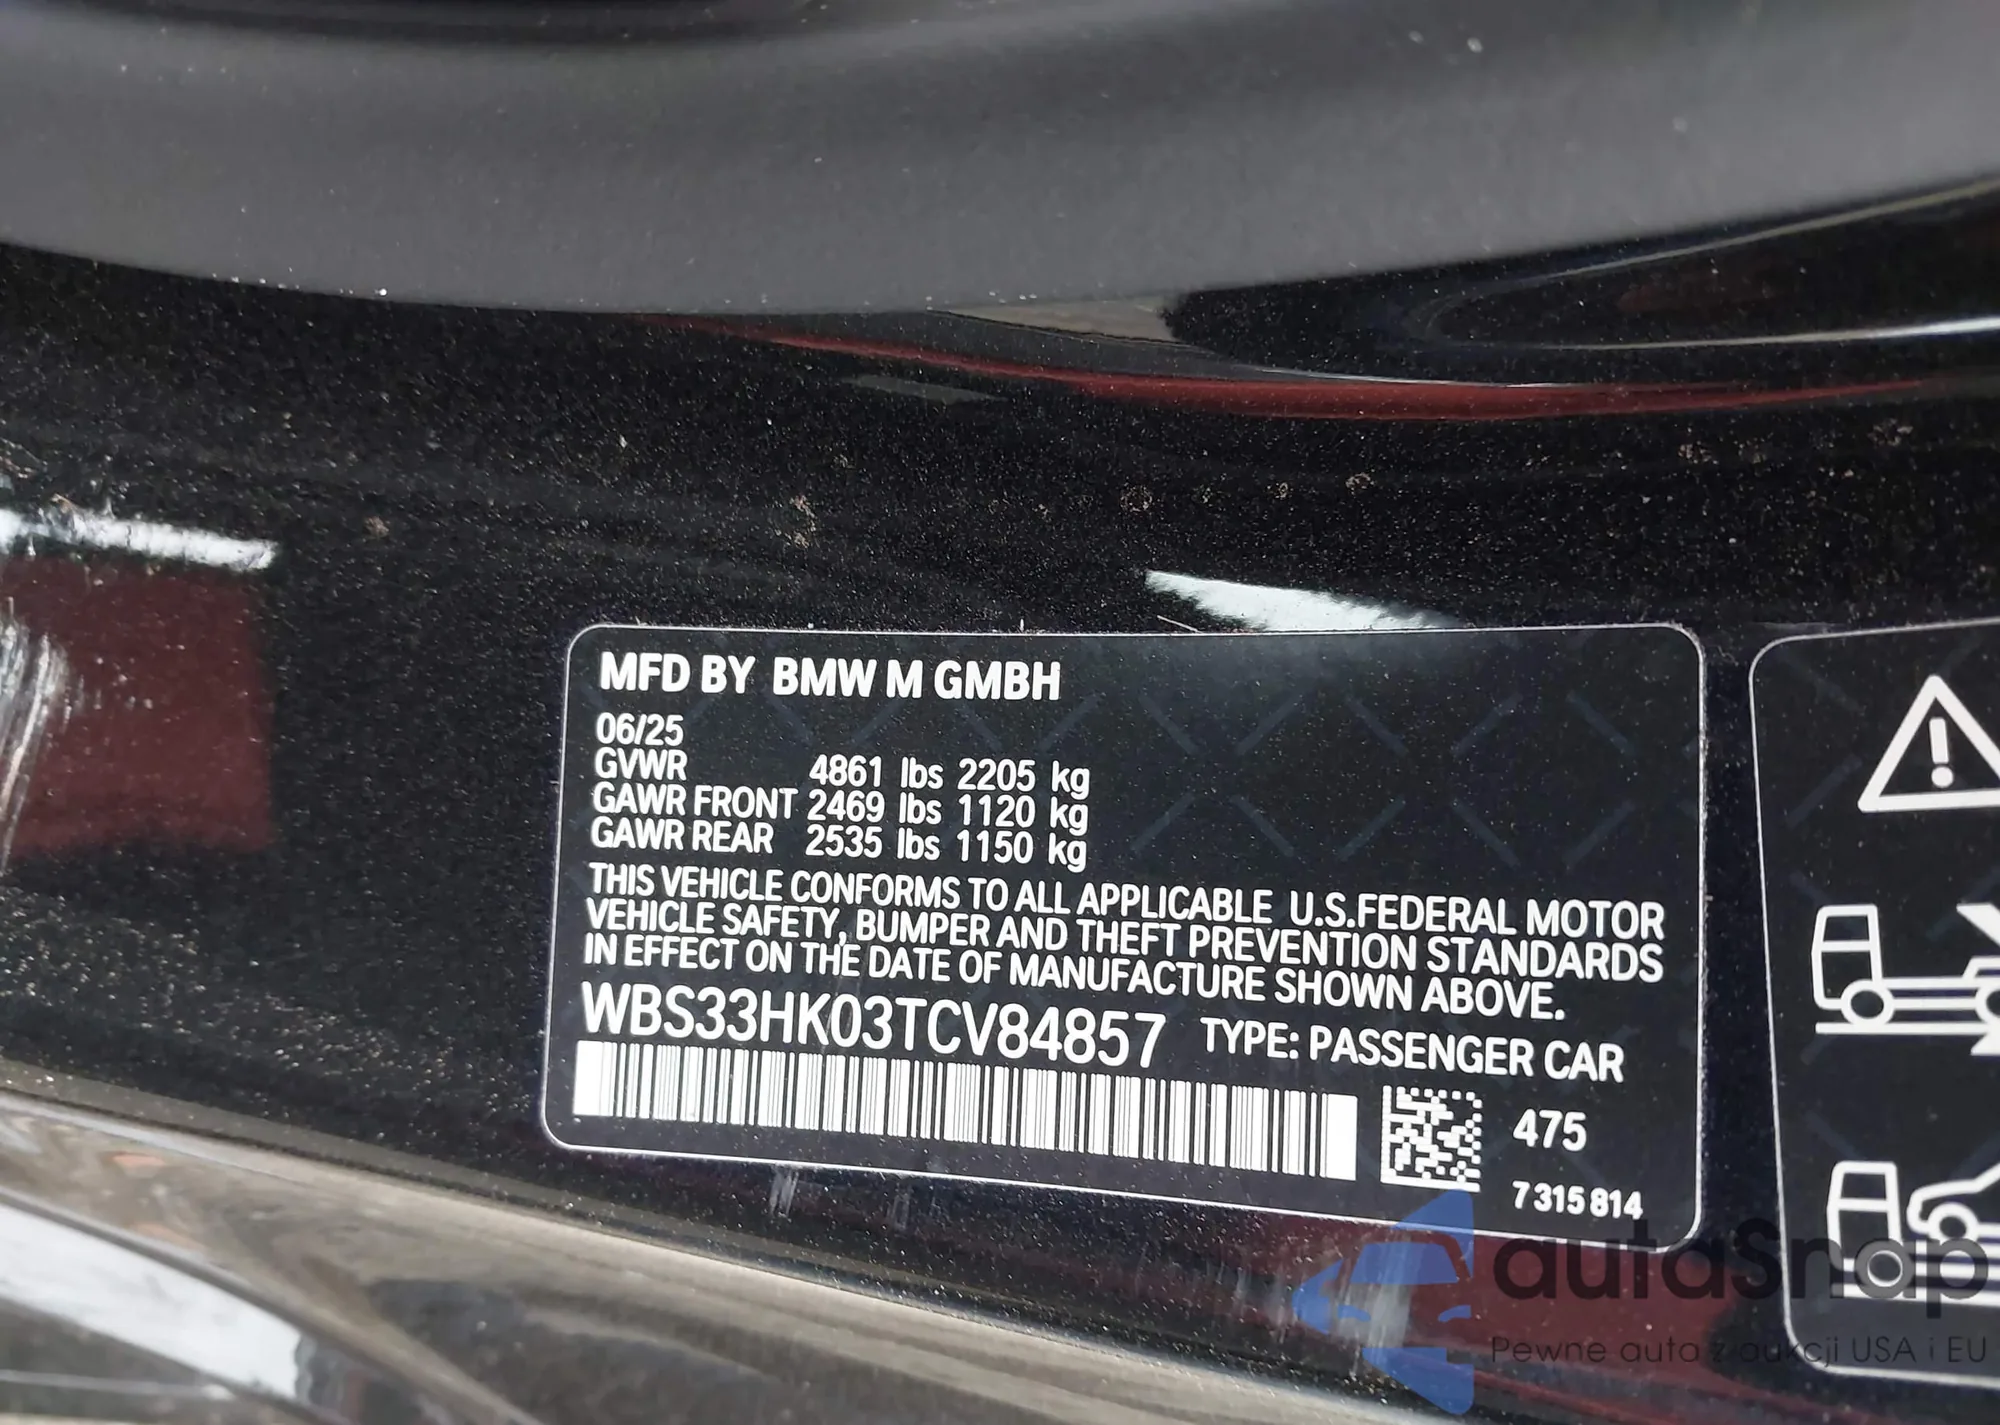 MFD BY BMW M GMBH
06/25
GVWR 4861 lbs 2205 kg
GAWR FRONT 2469 lbs 1120 kg
GAWR REAR 2535 lbs 1150 kg
THIS VEHICLE CONFORMS TO ALL APPLICABLE U.S.FEDERAL MOTOR
VEHICLE SAFETY, BUMPER AND THEFT PREVENTION STANDARDS
IN EFFECT ON THE DATE OF MANUFACTURE SHOWN ABOVE.
WBS33HK03TCV84857 TYPE: PASSENGER CAR
475
7 315 814
autaSnap
Pewne auta z aukcji USA i EU